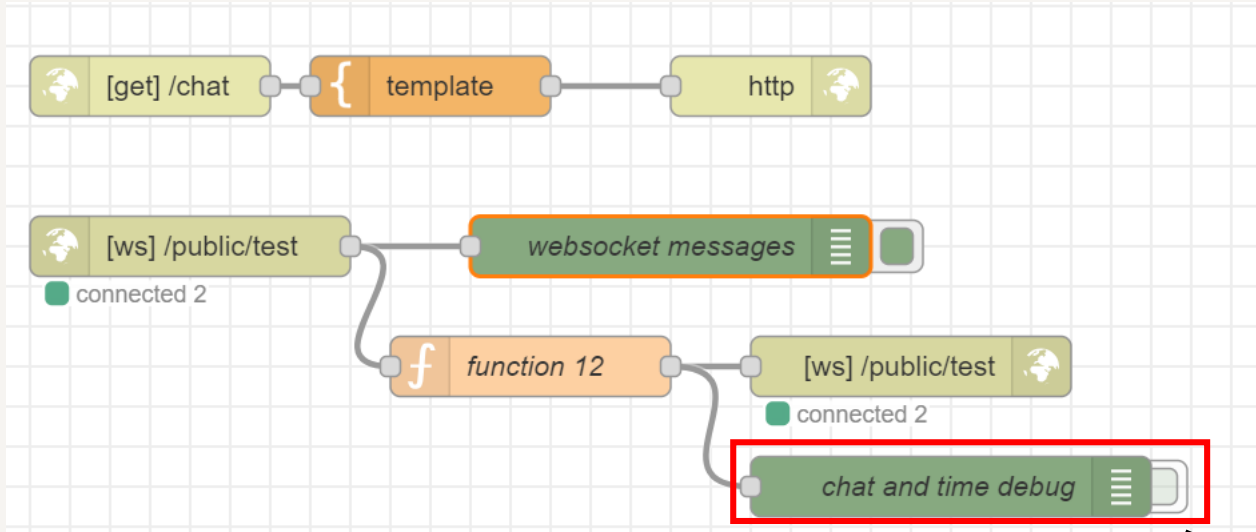 [get] /chat
template
http
[ws] /public/test
websocket messages
connected 2
function 12
[ws] /public/test
connected 2
chat and time debug